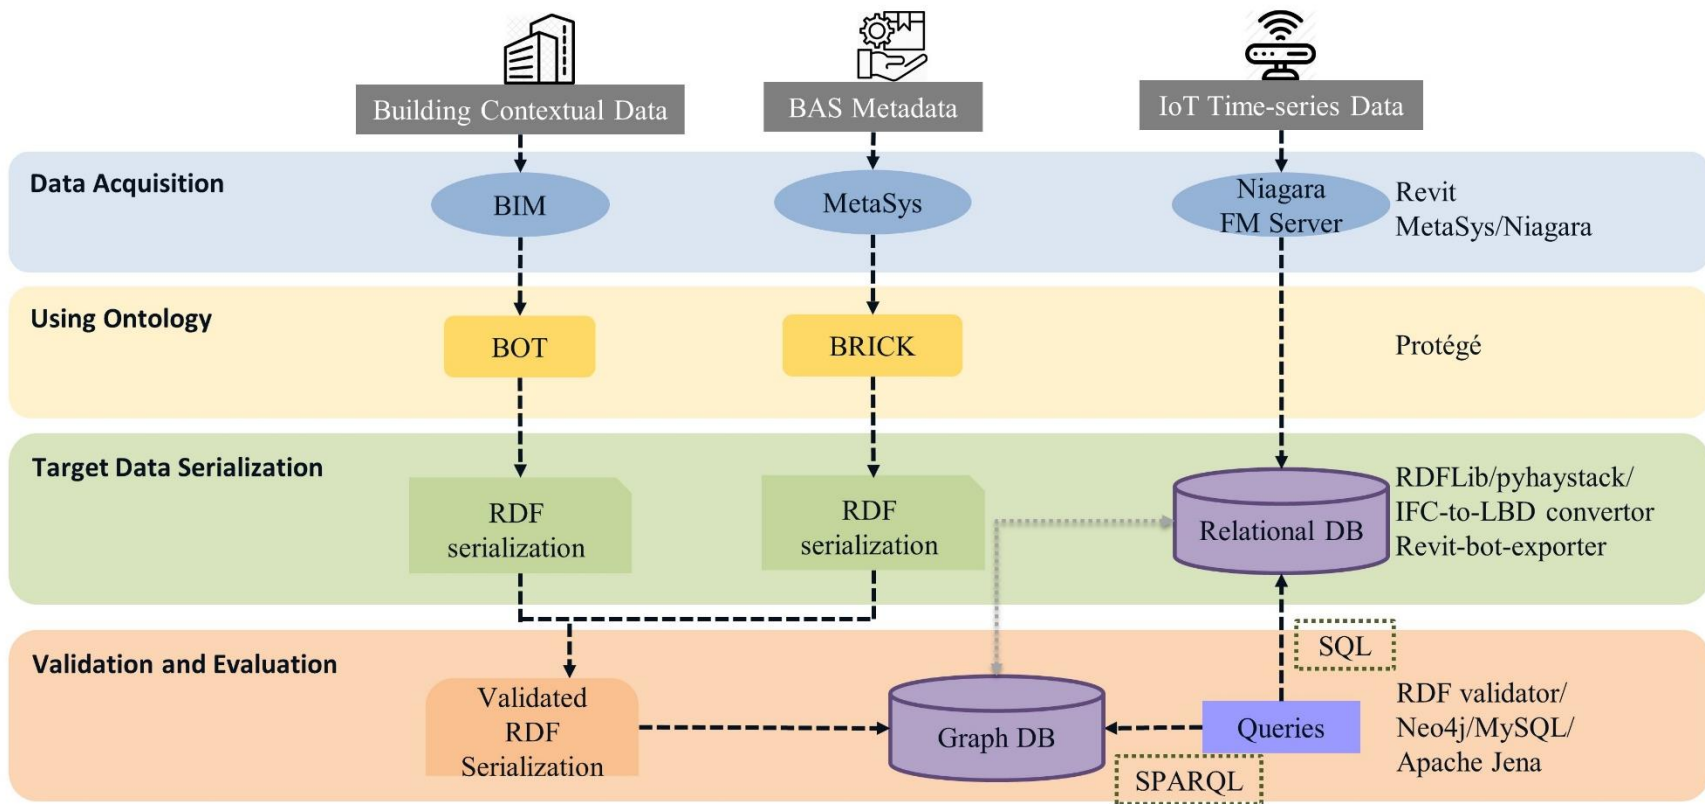 Building Contextual Data
BAS Metadata
IoT Time-series Data
Data Acquisition
BIM
MetaSys
Niagara
FM Server
Revit
MetaSys/Niagara
Using Ontology
BOT
BRICK
Protégé
Target Data Serialization
RDF
serialization
RDF
serialization
Relational DB
RDFLib/pyhaystack/
IFC-to-LBD convertor
Revit-bot-exporter
Validation and Evaluation
SQL
Validated
RDF
Serialization
Graph DB
Queries
SPARQL
RDF validator/
Neo4j/MySQL/
Apache Jena